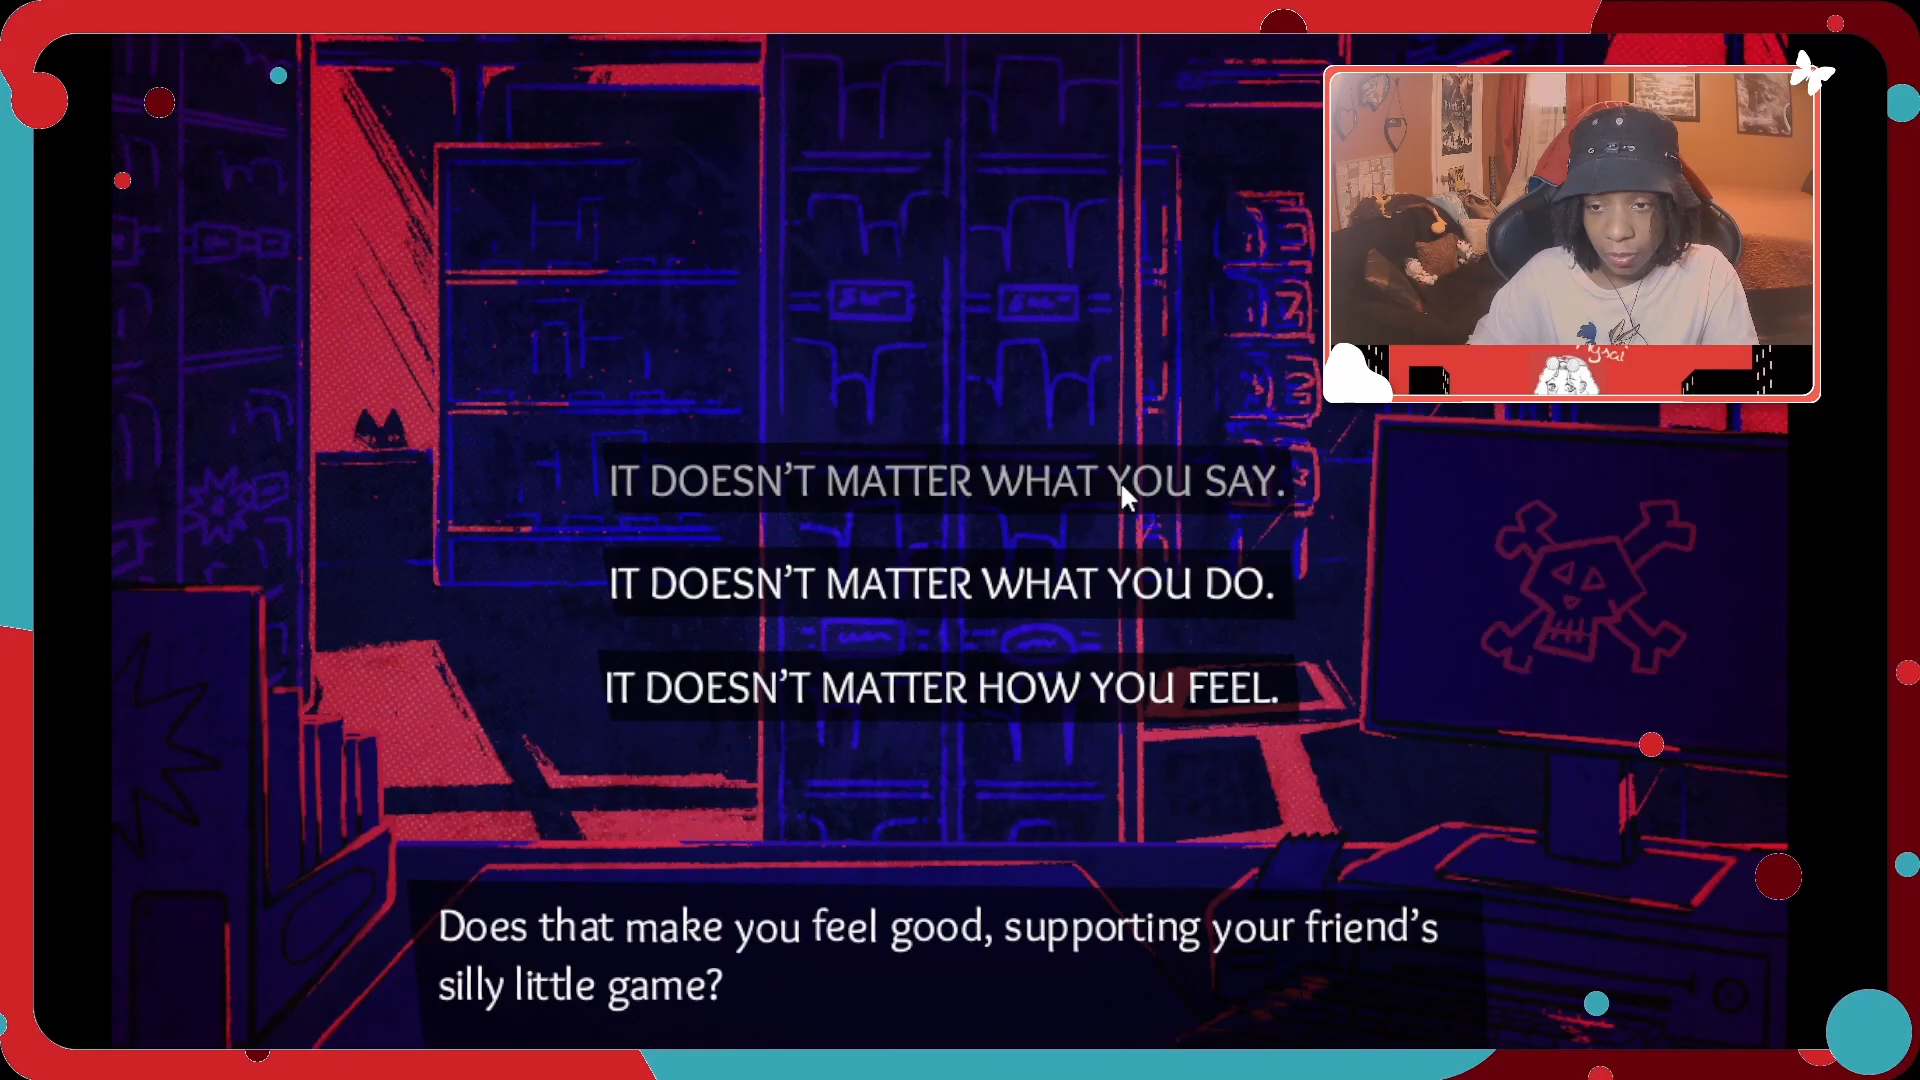 IT DOESN'T MATTER WHAT YOU SAY.
IT DOESN'T MATTER WHAT YOU DO.
IT DOESN'T MATTER HOW YOU FEEL.
Does that make you feel good, supporting your friend's
silly little game?